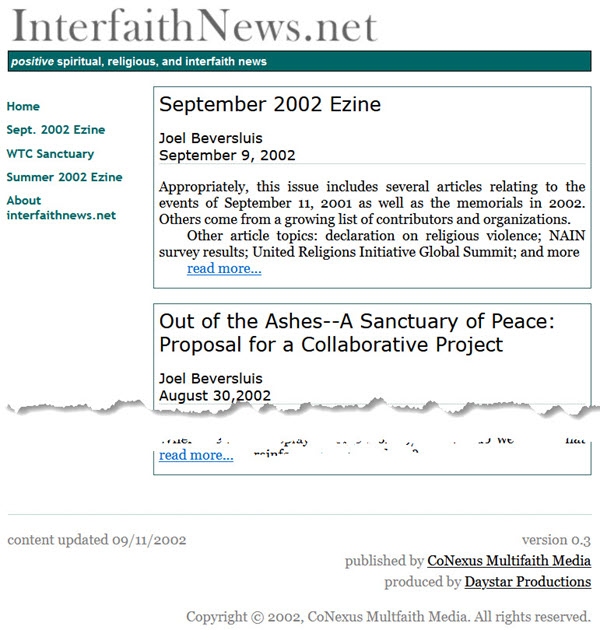 InterfaithNews.net
positive spiritual, religious, and interfaith news
Home
Sept. 2002 Ezine
WTC Sanctuary
Summer 2002 Ezine
About
interfaithnews.net
September 2002 Ezine
Joel Beversluis
September 9, 2002
Appropriately, this issue includes several articles relating to the
events of September 11, 2001 as well as the memorials in 2002.
Others come from a growing list of contributors and organizations.
Other article topics: declaration on religious violence; NAIN
survey results; United Religions Initiative Global Summit; and more
read more...
Out of the Ashes--A Sanctuary of Peace:
Proposal for a Collaborative Project
Joel Beversluis
August 30,2002
read more...
content updated 09/11/2002
version 0.3
published by CoNexus Multifaith Media
produced by Daystar Productions
Copyright © 2002, CoNexus Multfaith Media. All rights reserved.